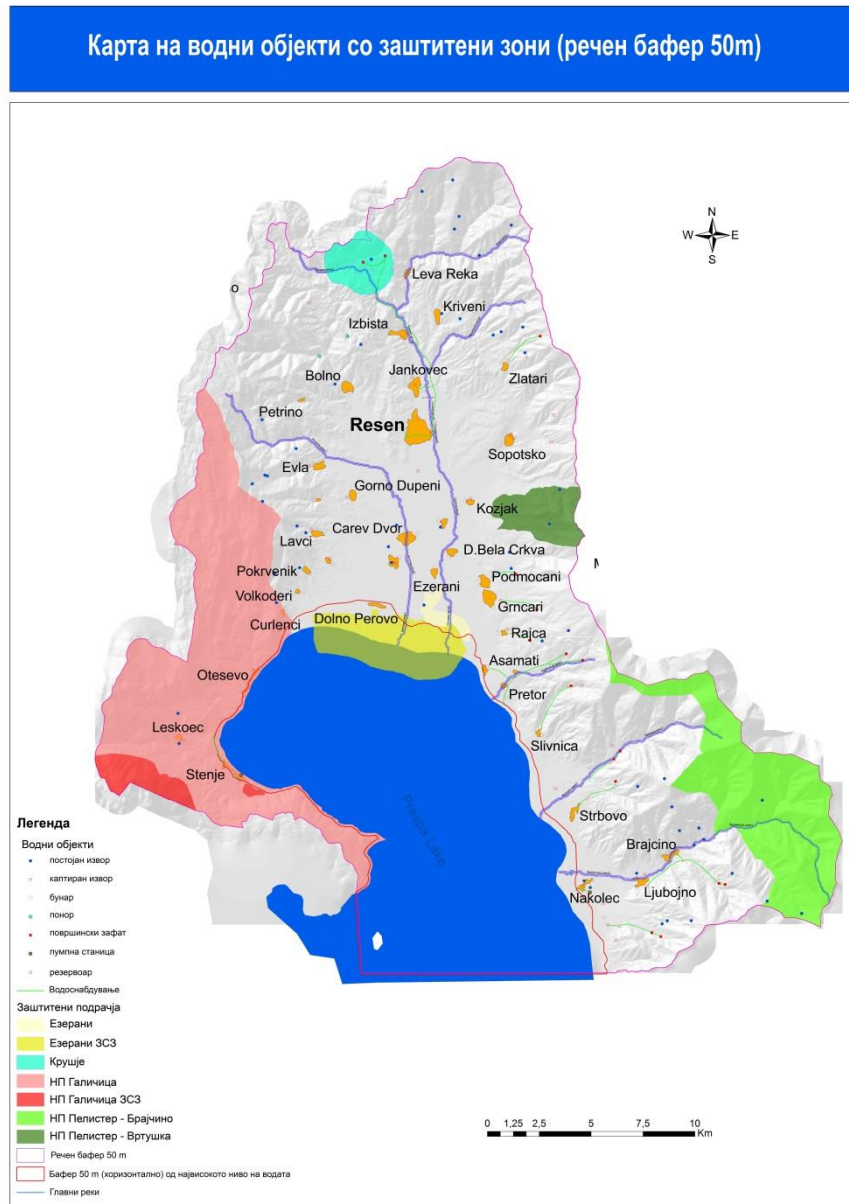 Карта на водни објекти со заштитени зони (речен бафер 50m)
N
W E
S
Leva Reka
Kriveni
Izbista
Jankovec
Zlatari
Bolno
Petrino
Resen
Sopotsko
Evla
Gorno Dupeni
Kozjak
Carev Dvor
Lavci
D.Bela Crkva
Pokrvenik
Podmocani
Ezerani
Volkoderi
Grncari
Dolno Perovo
Curlenci
Rajca
Asamati
Otesevo
Pretor
Leskoec
Slivnica
Stenje
Prespa Lake
Strbovo
Brajcino
Nakolec
Ljubojno
Легенда
Водни објекти
постојан извор
каптиран извор
бунар
понор
површински зафат
пумпна станица
резервоар
Водоснабдување
Заштитени подрачја
Езерани
Езерани ЗСЗ
Крушје
НП Галичица
НП Галичица ЗСЗ
НП Пелистер - Брајчино
НП Пелистер - Вртушка
Речен бафер 50 m
Бафер 50 m (хоризонтално) од највисокото ниво на водата
Главни реки
0 1,25 2,5 5 7,5 10
Km